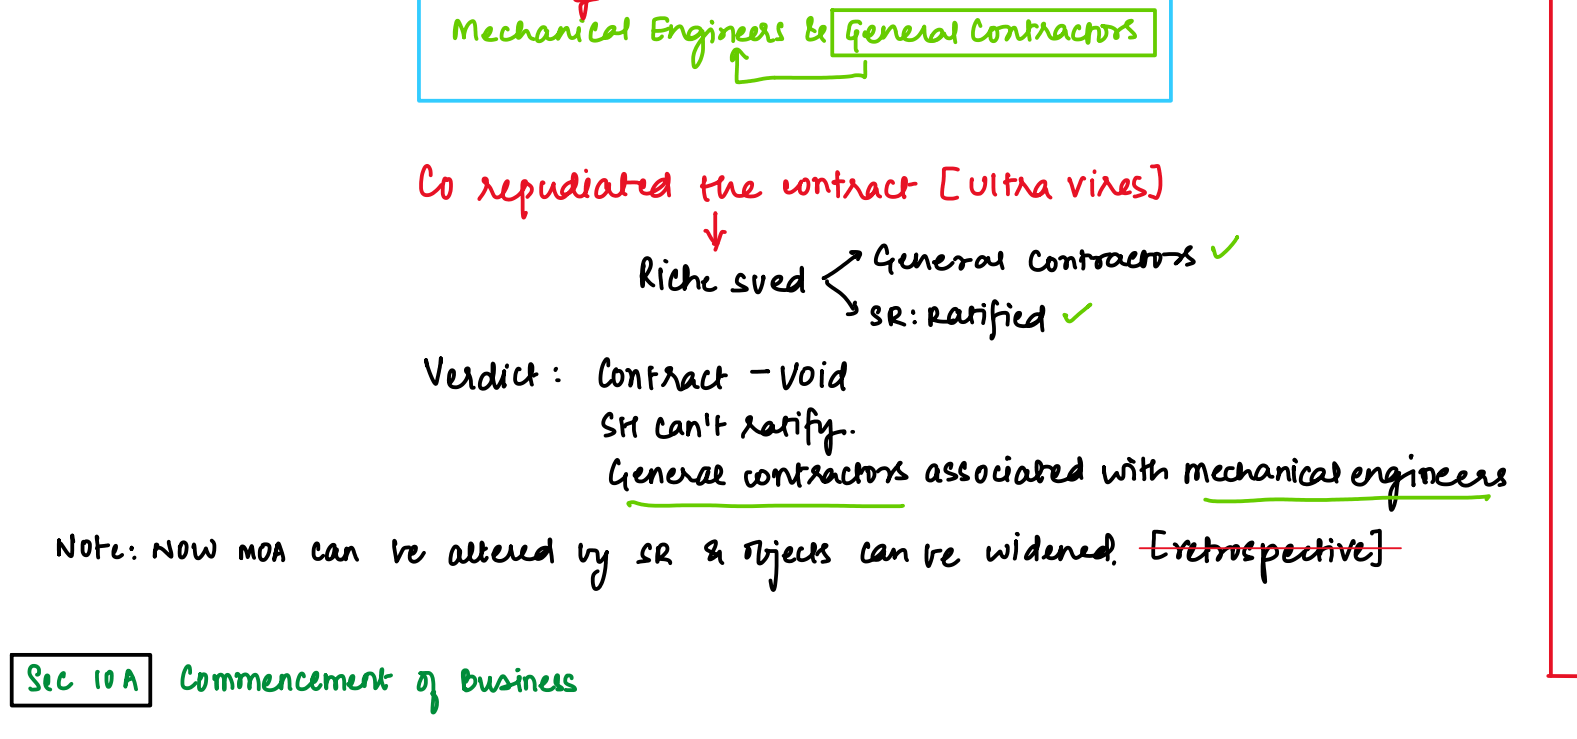 Mechanical Engineers & General Contractors
Co repudiated the contract [Ultra vires]
Riche sued
General Contractors ✓
SR: Ratified ✓
Verdict: Contract - void
SH can't ratify.
General contractors associated with mechanical engineers
Note: Now MOA can be altered by SR & objects can be widened. [retrospective]
Sec 10A Commencement of Business